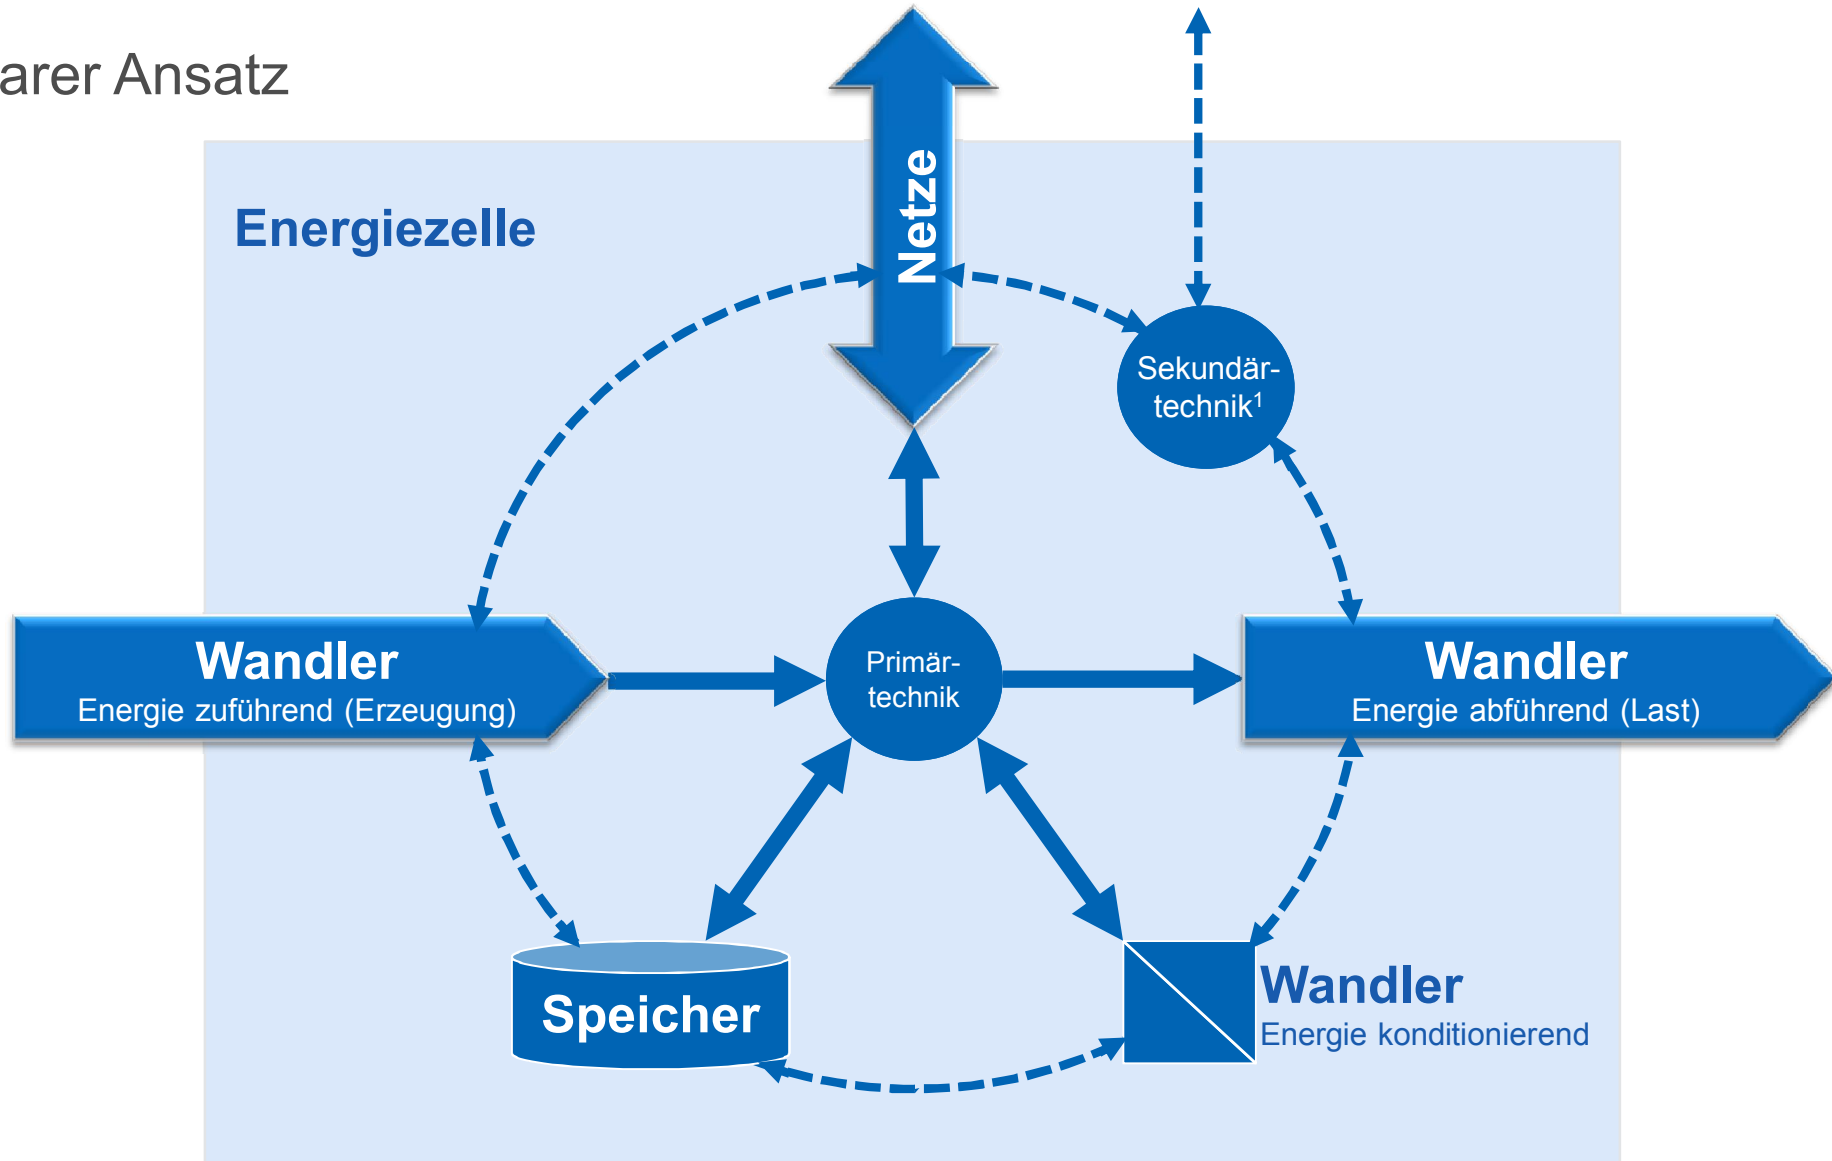 arer Ansatz
Netze
Energiezelle
Sekundär-
technik¹
Wandler
Energie zuführend (Erzeugung)
Primär-
technik
Wandler
Energie abführend (Last)
Speicher
Wandler
Energie konditionierend